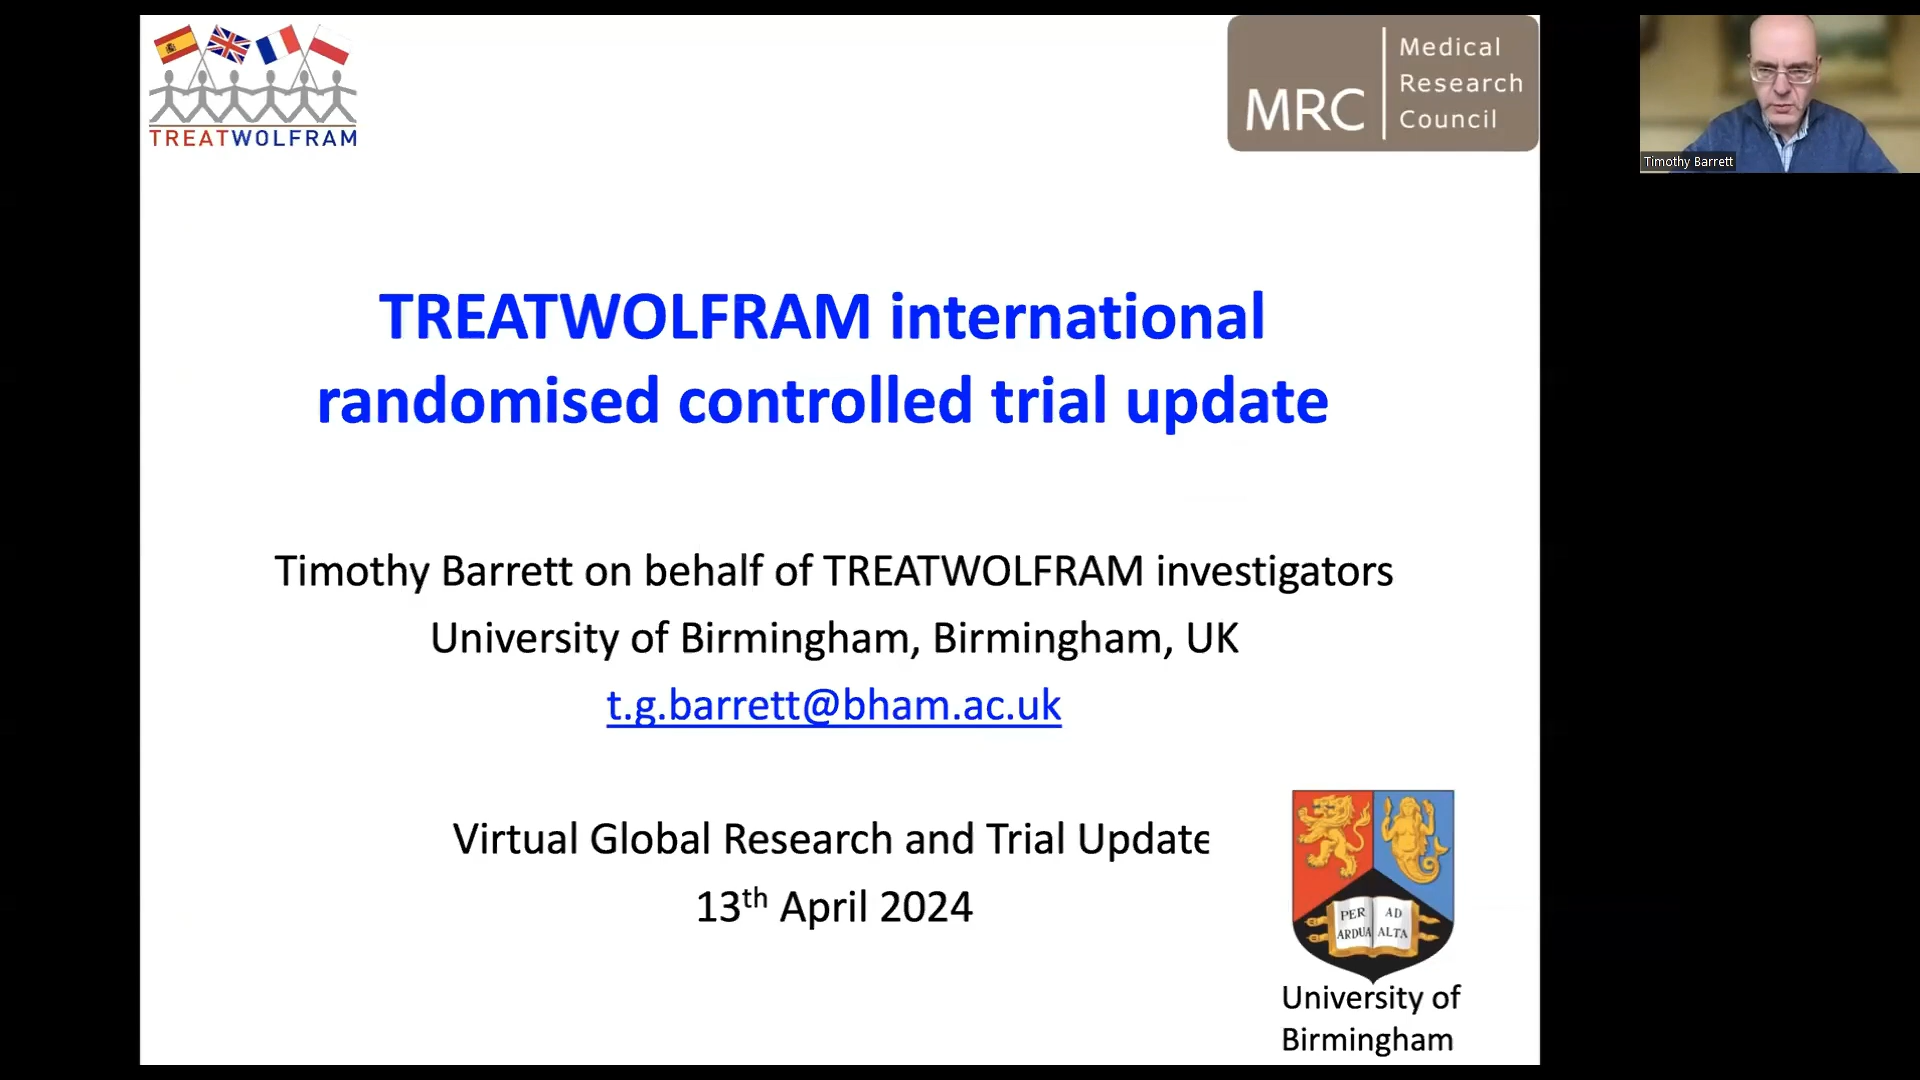 TREATWOLFRAM
MRC
Medical
Research
Council
Timothy Barrett
TREATWOLFRAM international
randomised controlled trial update
Timothy Barrett on behalf of TREATWOLFRAM investigators
University of Birmingham, Birmingham, UK
t.g.barrett@bham.ac.uk
Virtual Global Research and Trial Update
13th April 2024
PER AD
ARDUA ALTA
University of
Birmingham